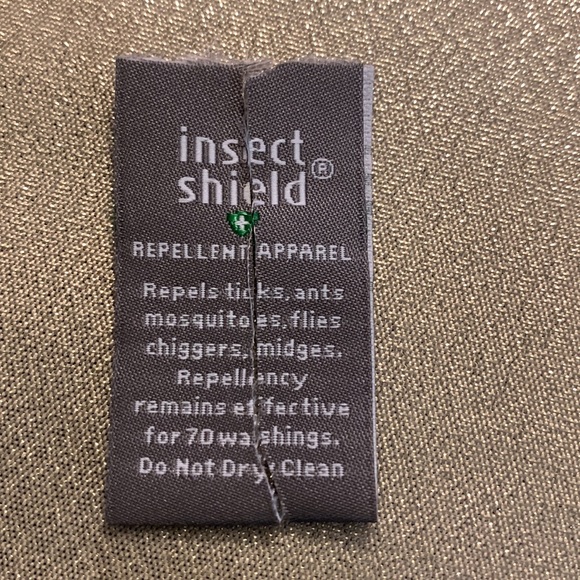 insect
shield®
REPELLENT APPAREL
Repels ticks, ants
mosquitoes, flies
chiggers, midges.
Repellency
remains effective
for 70 washings.
Do Not Dry Clean